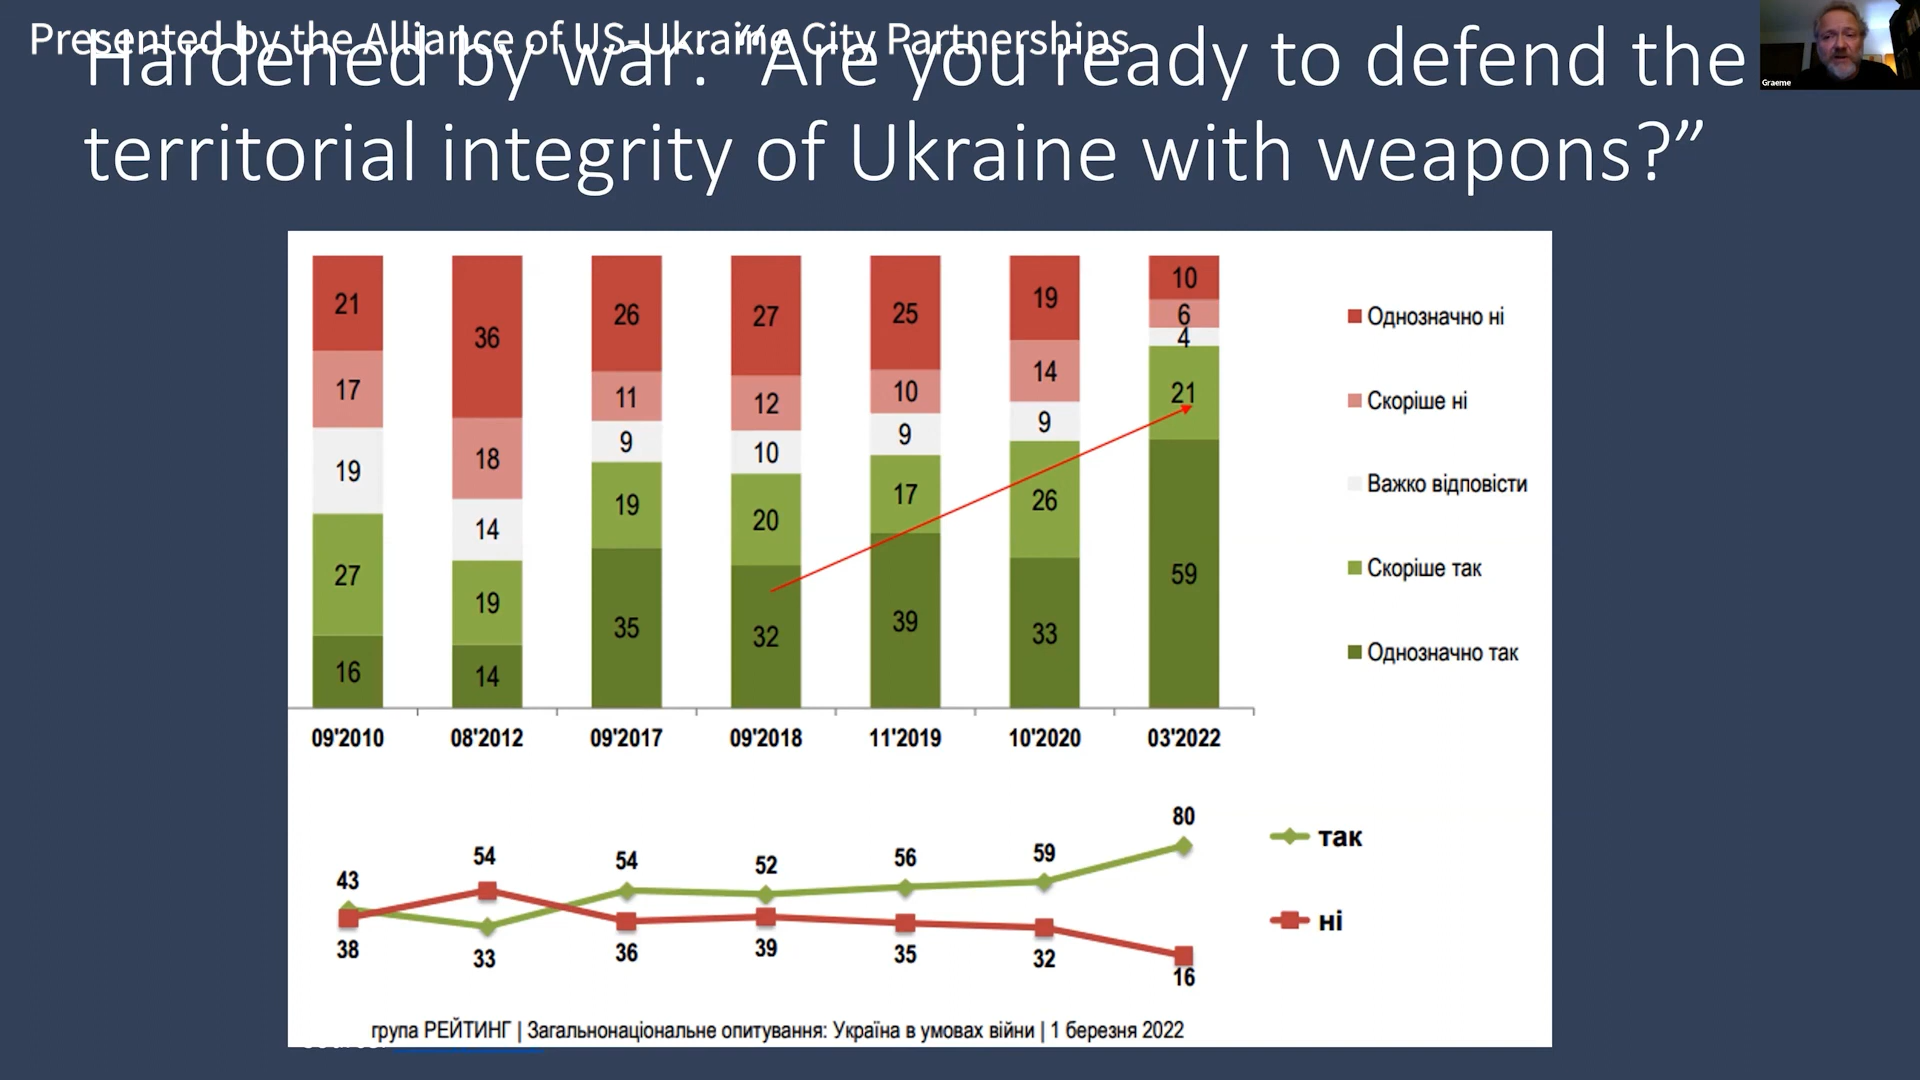 Presented by the Alliance of US-Ukraine City Partnerships
Hardened by war: “Are you ready to defend the
territorial integrity of Ukraine with weapons?”
Graeme
21 36 26 27 25 19 10
17 18 11 12 10 14 6
19 14 9 10 9 9 4
27 19 19 20 17 26 21
16 14 35 32 39 33 59
Однозначно ні
Скоріше ні
Важко відповісти
Скоріше так
Однозначно так
09'2010 08'2012 09'2017 09'2018 11'2019 10'2020 03'2022
43 54 54 52 56 59 80
38 33 36 39 35 32 16
так
ні
група РЕЙТИНГ | Загальнонаціональне опитування: Україна в умовах війни | 1 березня 2022